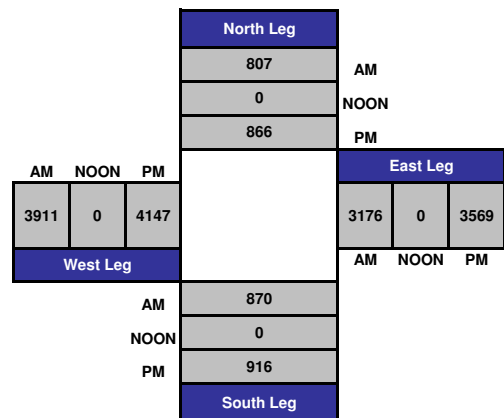 North Leg
807 AM
0 NOON
866 PM
AM NOON PM
East Leg
3911 0 4147
3176 0 3569
West Leg
AM NOON PM
AM 870
NOON 0
PM 916
South Leg